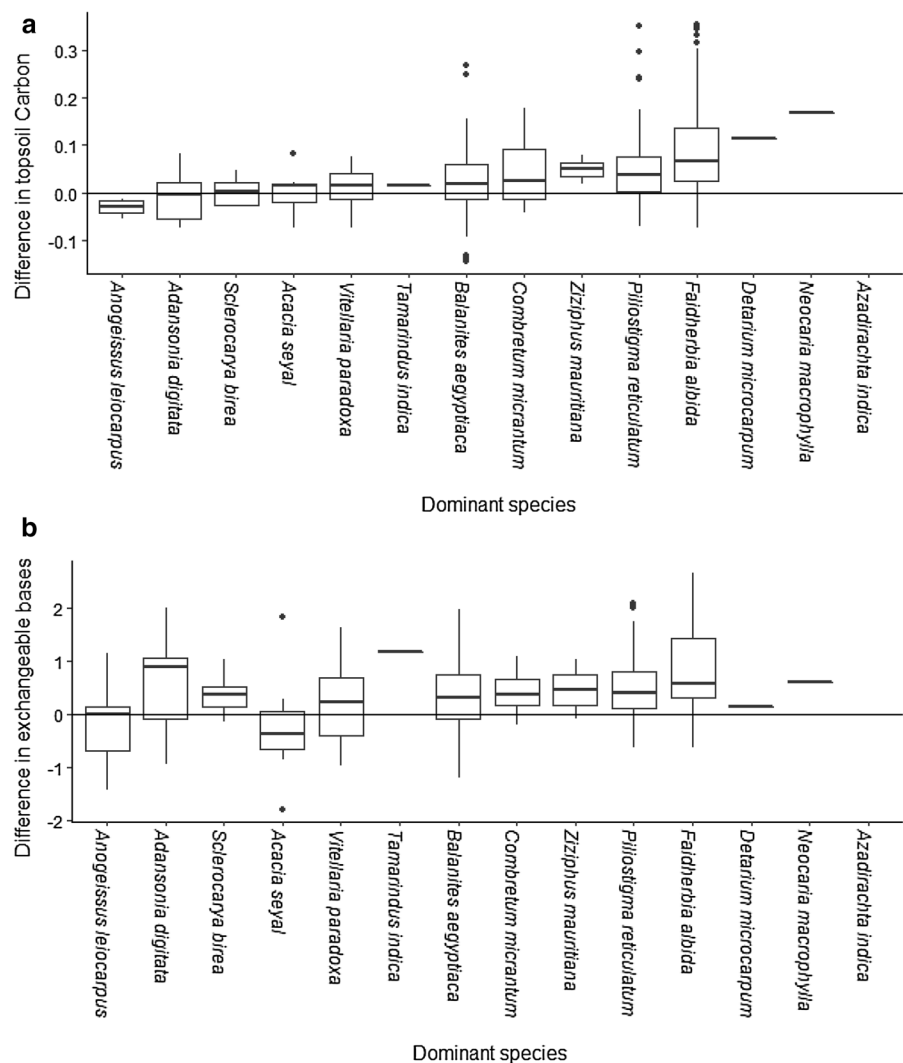 a
Difference in topsoil Carbon
0.3
0.2
0.1
0.0
-0.1
Anogeissus leiocarpus
Adansonia digitata
Sclerocarya birea
Acacia seyal
Vitellaria paradoxa
Tamarindus indica
Balanites aegyptiaca
Combretum micrantum
Ziziphus mauritiana
Piliostigma reticulatum
Faidherbia albida
Detarium microcarpum
Neocaria macrophylla
Azadirachta indica
Dominant species
b
Difference in exchangeable bases
2
1
0
-1
-2
Anogeissus leiocarpus
Adansonia digitata
Sclerocarya birea
Acacia seyal
Vitellaria paradoxa
Tamarindus indica
Balanites aegyptiaca
Combretum micrantum
Ziziphus mauritiana
Piliostigma reticulatum
Faidherbia albida
Detarium microcarpum
Neocaria macrophylla
Azadirachta indica
Dominant species